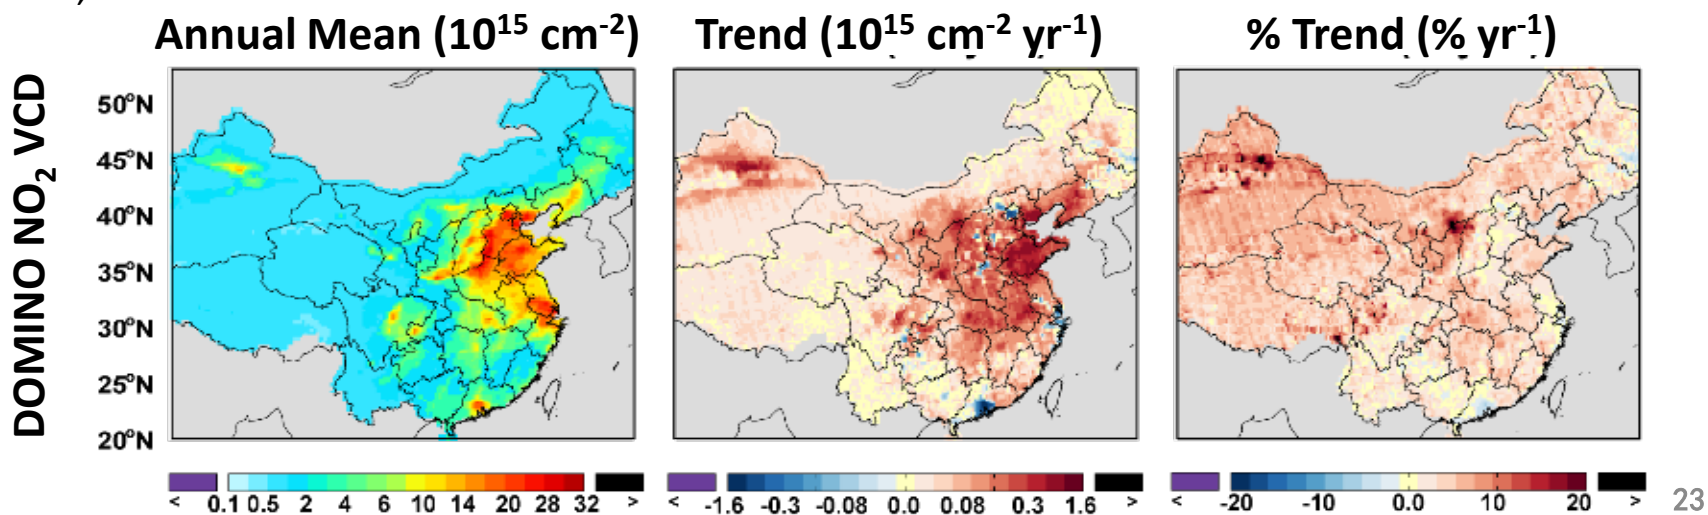 Annual Mean (10¹⁵ cm⁻²)
Trend (10¹⁵ cm⁻² yr⁻¹)
% Trend (% yr⁻¹)
DOMINO NO₂ VCD
50°N
45°N
40°N
35°N
30°N
25°N
20°N
< 0.1 0.5 2 4 6 10 14 20 28 32 >
< -1.6 -0.3 -0.08 0.0 0.08 0.3 1.6 >
< -20 -10 0.0 10 20 >
23